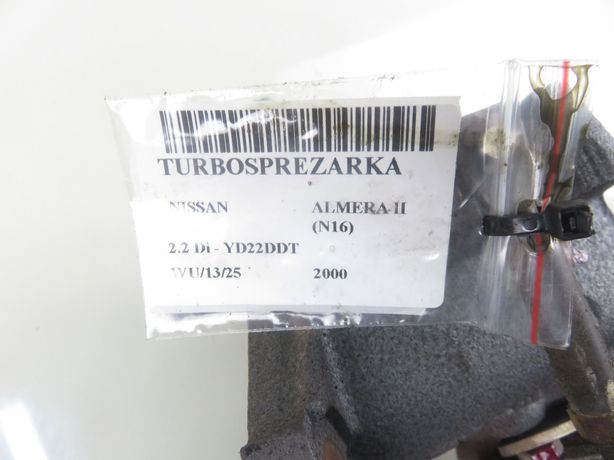 TURBOSPREZARKA
NISSAN ALMERA II
(N16)
2.2 Di - YD22DDT
WU/13/25 2000